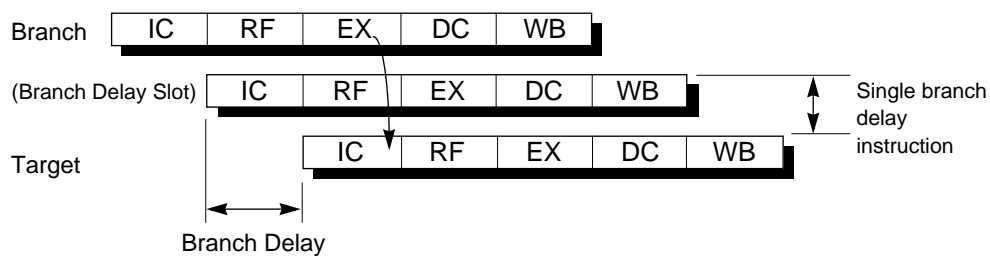 Branch IC RF EX DC WB
(Branch Delay Slot) IC RF EX DC WB
Single branch
delay
instruction
Target IC RF EX DC WB
Branch Delay